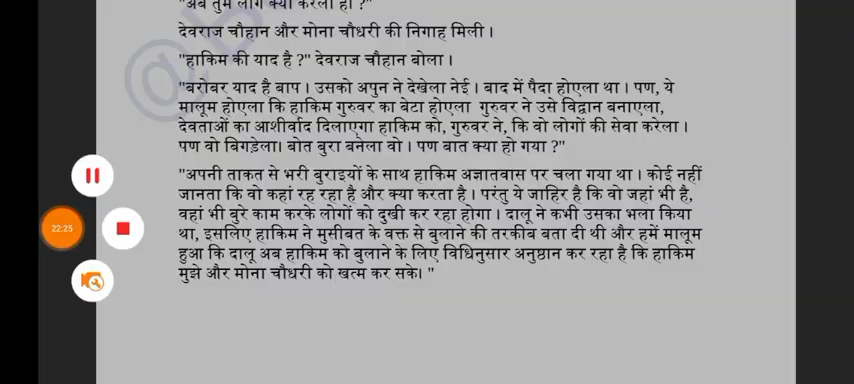 "अब तुम लोग क्या करेला हो ?"
देवराज चौहान और मोना चौधरी की निगाह मिली ।
"हाकिम की याद है ?" देवराज चौहान बोला ।
"बरोबर याद है बाप । उसको अपुन ने देखेला नेई । बाद में पैदा होएला था । पण, ये
मालूम होएला कि हाकिम गुरुवर का बेटा होएला गुरुवर ने उसे विद्वान बनाएला,
देवताओं का आशीर्वाद दिलाएगा हाकिम को, गुरुवर ने, कि वो लोगों की सेवा करेला ।
पण वो बिगड़ेला। बोत बुरा बनेला वो । पण बात क्या हो गया ?"
"अपनी ताकत से भरी बुराइयों के साथ हाकिम अज्ञातवास पर चला गया था । कोई नहीं
जानता कि वो कहां रह रहा है और क्या करता है । परंतु ये जाहिर है कि वो जहां भी है,
वहां भी बुरे काम करके लोगों को दुखी कर रहा होगा । दालू ने कभी उसका भला किया
था, इसलिए हाकिम ने मुसीबत के वक्त से बुलाने की तरकीब बता दी थी और हमें मालूम
22:25
हुआ कि दालू अब हाकिम को बुलाने के लिए विधिनुसार अनुष्ठान कर रहा है कि हाकिम
मुझे और मोना चौधरी को खत्म कर सके। "